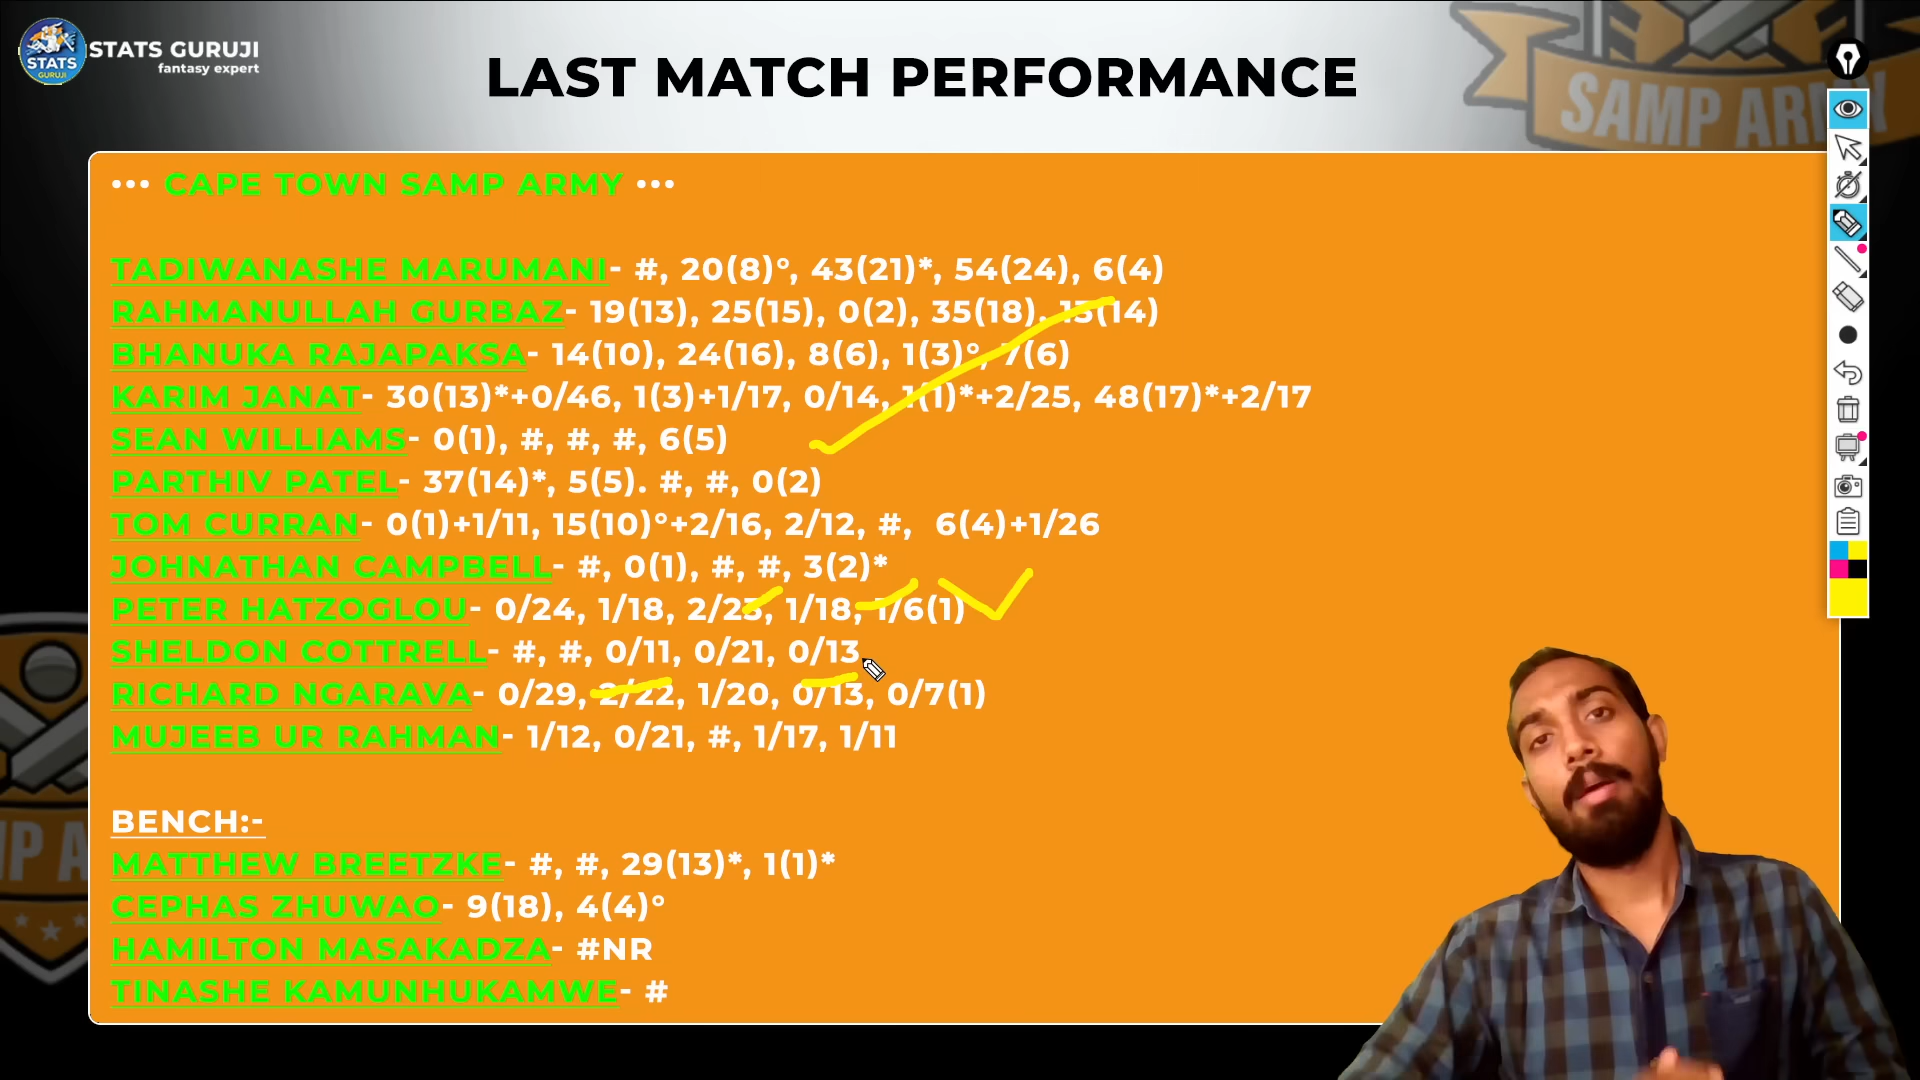 STATS GURUJI
fantasy expert
STATS
GURUJI
LAST MATCH PERFORMANCE
SAMP ARMY
••• CAPE TOWN SAMP ARMY •••
TADIWANASHE MARUMANI- #, 20(8)°, 43(21)*, 54(24), 6(4)
RAHMANULLAH GURBAZ- 19(13), 25(15), 0(2), 35(18), 13(14)
BHANUKA RAJAPAKSA- 14(10), 24(16), 8(6), 1(3)°, 7(6)
KARIM JANAT- 30(13)*+0/46, 1(3)+1/17, 0/14, 1(1)*+2/25, 48(17)*+2/17
SEAN WILLIAMS- 0(1), #, #, #, 6(5)
PARTHIV PATEL- 37(14)*, 5(5). #, #, 0(2)
TOM CURRAN- 0(1)+1/11, 15(10)°+2/16, 2/12, #, 6(4)+1/26
JOHNATHAN CAMPBELL- #, 0(1), #, #, 3(2)*
PETER HATZOGLOU- 0/24, 1/18, 2/23, 1/18, 1/6(1)
SHELDON COTTRELL- #, #, 0/11, 0/21, 0/13
RICHARD NGARAVA- 0/29, 2/22, 1/20, 0/13, 0/7(1)
MUJEEB UR RAHMAN- 1/12, 0/21, #, 1/17, 1/11
BENCH:-
MATTHEW BREETZKE- #, #, 29(13)*, 1(1)*
CEPHAS ZHUWAO- 9(18), 4(4)°
HAMILTON MASAKADZA- #NR
TINASHE KAMUNHUKAMWE- #